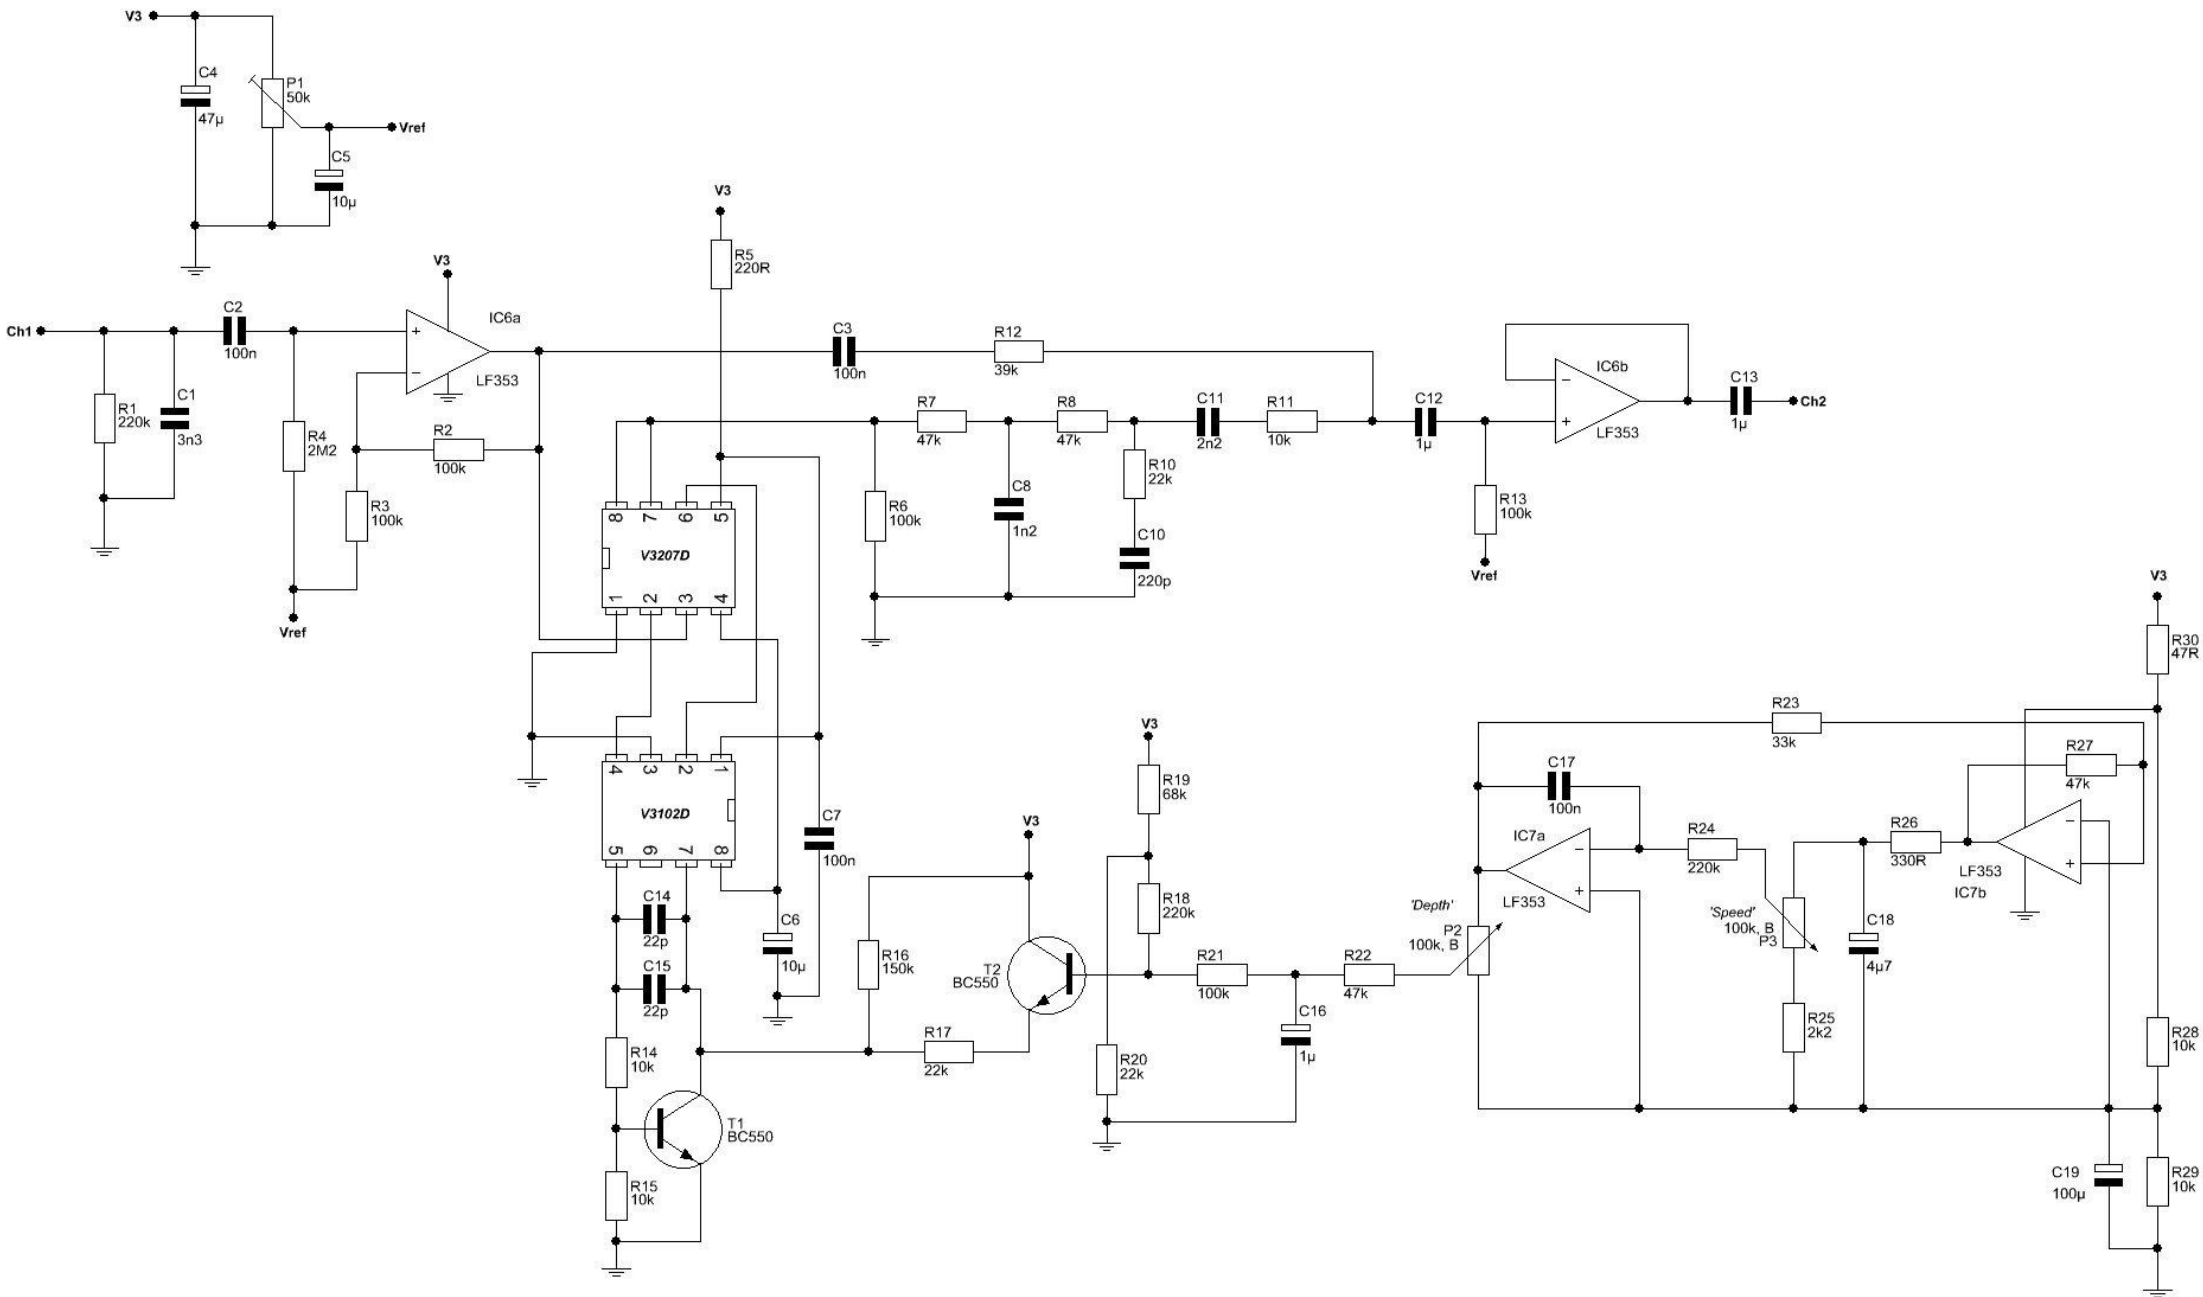 V3
C4
47µ
P1
50k
Vref
C5
10µ
V3
R5
220R
V3
IC6a
LF353
+
−
Ch1
C2
100n
R1
220k
C1
3n3
R4
2M2
R2
100k
R3
100k
Vref
C3
100n
R12
39k
R7
47k
R8
47k
C11
2n2
R11
10k
C12
1µ
IC6b
LF353
−
+
C13
1µ
Ch2
R6
100k
C8
1n2
R10
22k
C10
220p
R13
100k
Vref
8 7 6 5
V3207D
1 2 3 4
4 3 2 1
V3102D
5 6 7 8
C7
100n
C14
22p
C15
22p
C6
10µ
R14
10k
T1
BC550
R15
10k
V3
R16
150k
T2
BC550
R17
22k
V3
R19
68k
R18
220k
R21
100k
R22
47k
C16
1µ
R20
22k
'Depth'
P2
100k, B
R23
33k
C17
100n
IC7a
−
+
LF353
R24
220k
'Speed'
100k, B
P3
R25
2k2
C18
4µ7
R26
330R
R27
47k
−
+
LF353
IC7b
V3
R30
47R
R28
10k
C19
100µ
R29
10k